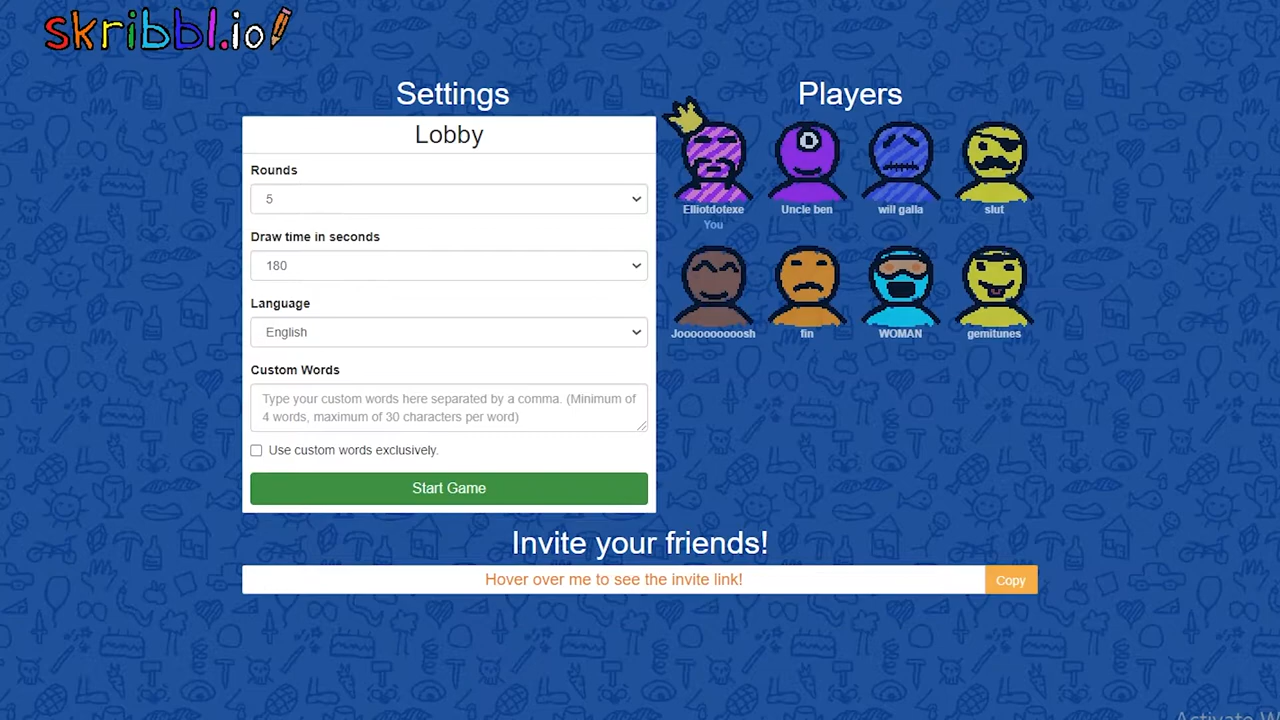 skribbl.io
Settings
Players
Lobby
Rounds
5
Draw time in seconds
180
Language
English
Custom Words
Type your custom words here separated by a comma. (Minimum of
4 words, maximum of 30 characters per word)
Use custom words exclusively.
Start Game
Elliotdotexe
You
Uncle ben
will galla
slut
Joooooooooosh
fin
WOMAN
gemitunes
Invite your friends!
Hover over me to see the invite link!
Copy
Activate W